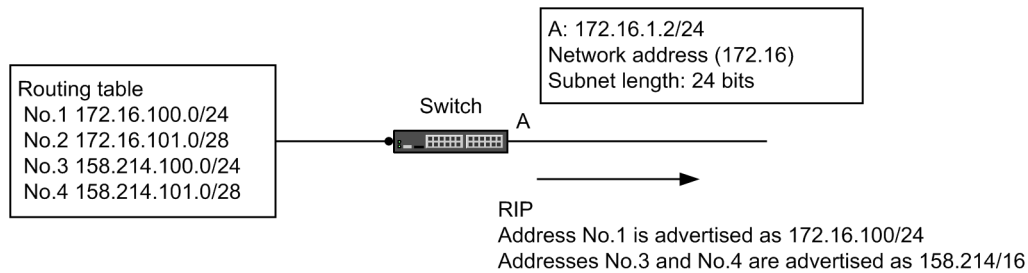 A: 172.16.1.2/24
Network address (172.16)
Subnet length: 24 bits
Routing table
No.1 172.16.100.0/24
No.2 172.16.101.0/28
No.3 158.214.100.0/24
No.4 158.214.101.0/28
Switch
A
RIP
Address No.1 is advertised as 172.16.100/24
Addresses No.3 and No.4 are advertised as 158.214/16